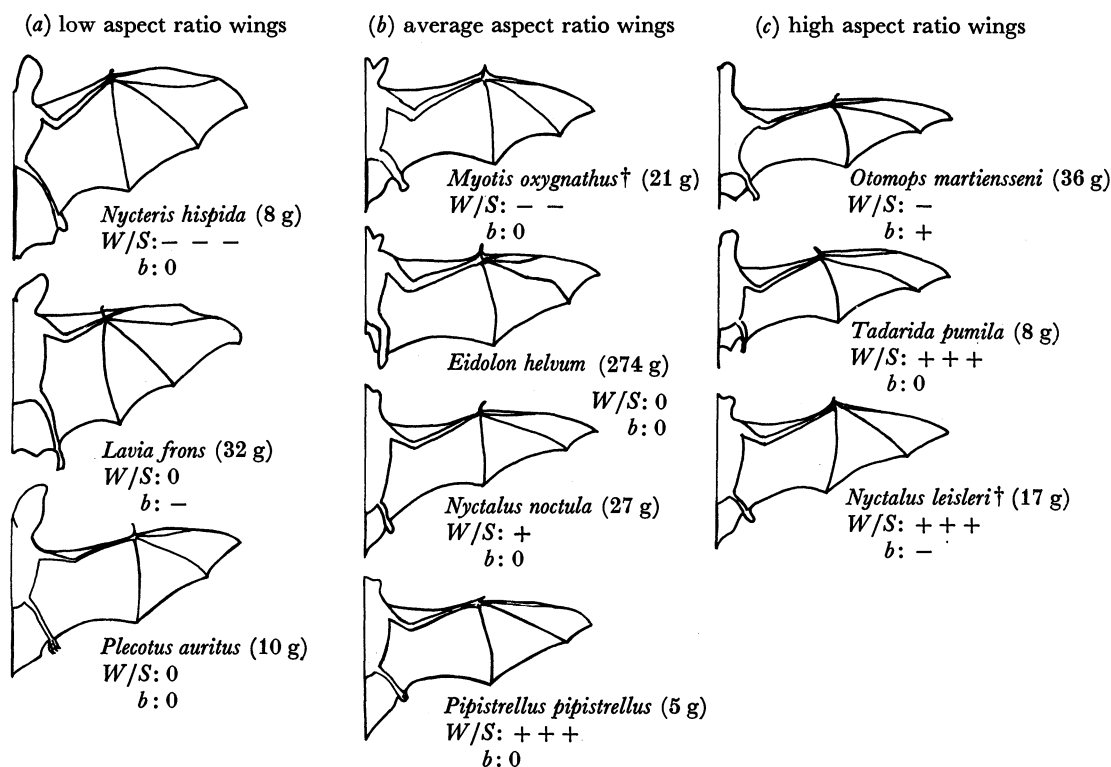 (a) low aspect ratio wings
Nycteris hispida (8 g)
W/S: – – –
b: 0
Lavia frons (32 g)
W/S: 0
b: –
Plecotus auritus (10 g)
W/S: 0
b: 0
(b) average aspect ratio wings
Myotis oxygnathus† (21 g)
W/S: – –
b: 0
Eidolon helvum (274 g)
W/S: 0
b: 0
Nyctalus noctula (27 g)
W/S: +
b: 0
Pipistrellus pipistrellus (5 g)
W/S: + + +
b: 0
(c) high aspect ratio wings
Otomops martiensseni (36 g)
W/S: –
b: +
Tadarida pumila (8 g)
W/S: + + +
b: 0
Nyctalus leisleri† (17 g)
W/S: + + +
b: –